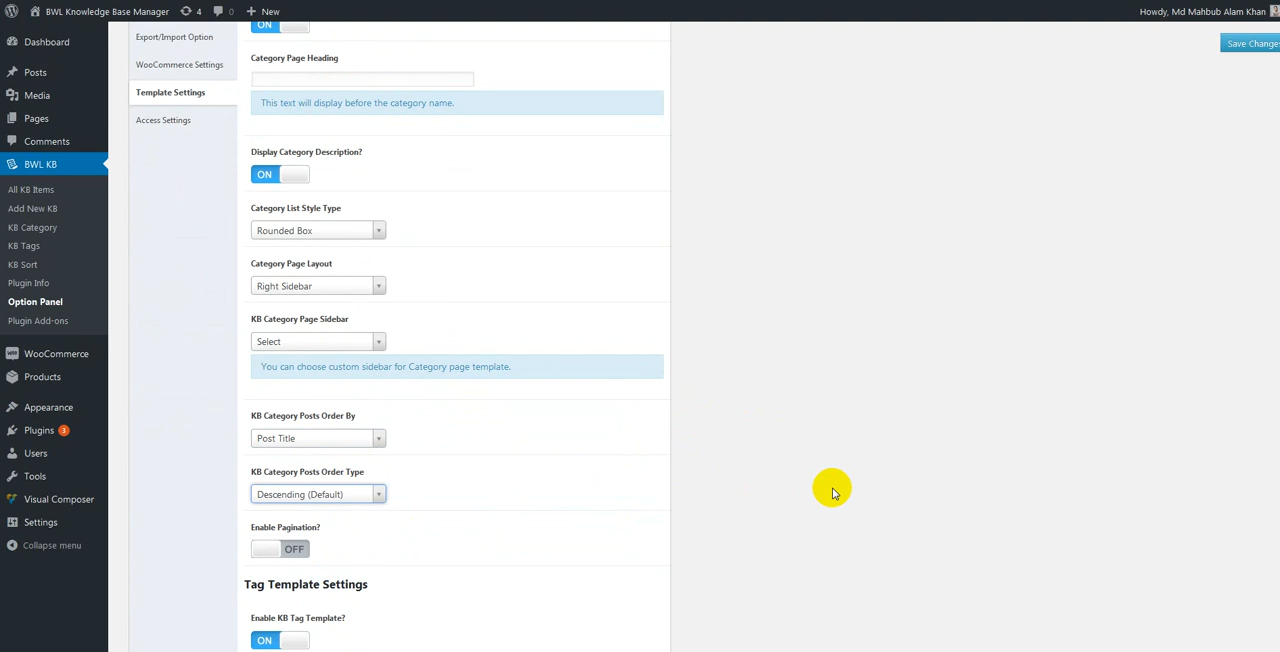 BWL Knowledge Base Manager
4
0
New
Howdy, Md Mahbub Alam Khan
Dashboard
Posts
Media
Pages
Comments
BWL KB
All KB Items
Add New KB
KB Category
KB Tags
KB Sort
Plugin Info
Option Panel
Plugin Add-ons
WooCommerce
Products
Appearance
Plugins 3
Users
Tools
Visual Composer
Settings
Collapse menu
Export/Import Option
WooCommerce Settings
Template Settings
Access Settings
ON
Category Page Heading
This text will display before the category name.
Display Category Description?
ON
Category List Style Type
Rounded Box
Category Page Layout
Right Sidebar
KB Category Page Sidebar
Select
You can choose custom sidebar for Category page template.
KB Category Posts Order By
Post Title
KB Category Posts Order Type
Descending (Default)
Enable Pagination?
OFF
Tag Template Settings
Enable KB Tag Template?
ON
Save Change